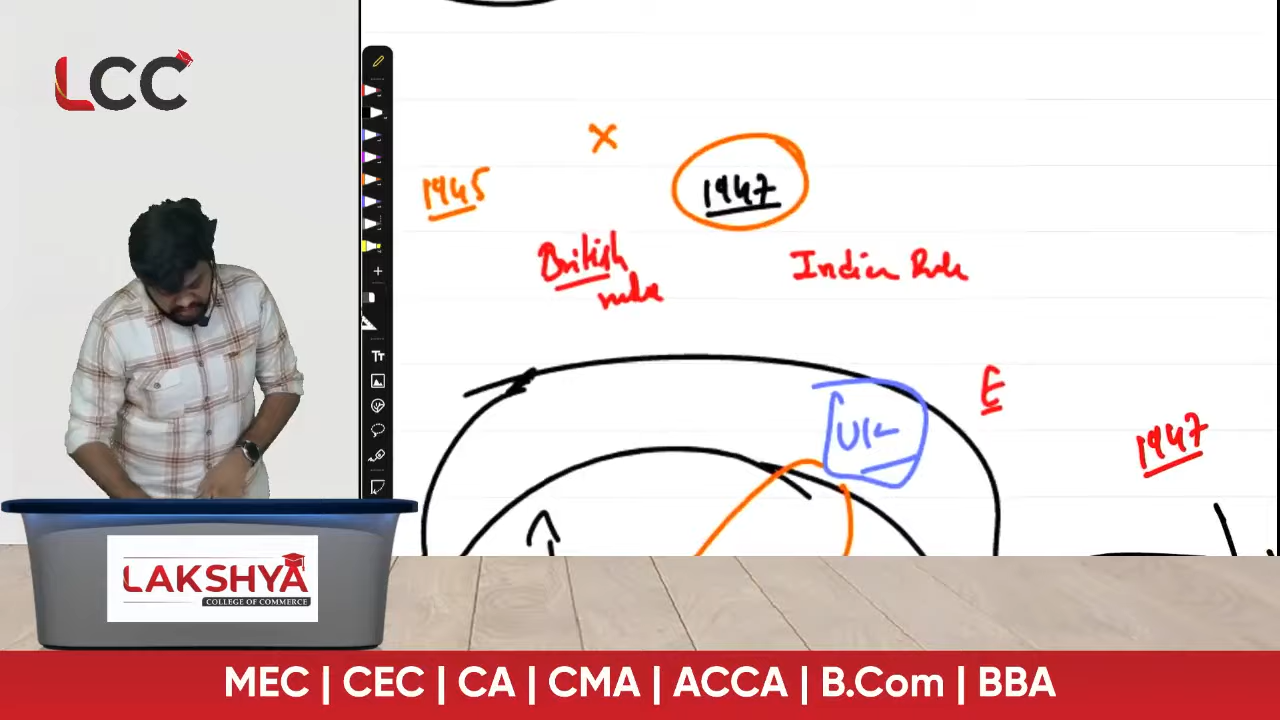 LCC
1945
X
1947
British
rule
Indian Rule
E
UK
1947
TT
LAKSHYA
COLLEGE OF COMMERCE
MEC | CEC | CA | CMA | ACCA | B.Com | BBA